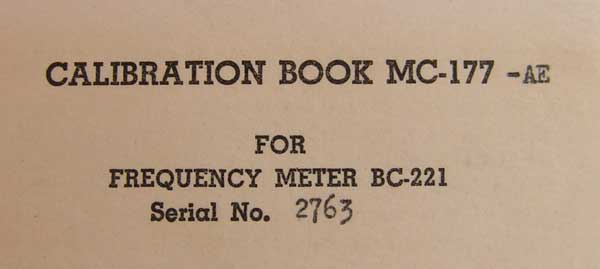 CALIBRATION BOOK MC-177 -AE
FOR
FREQUENCY METER BC-221
Serial No. 2763